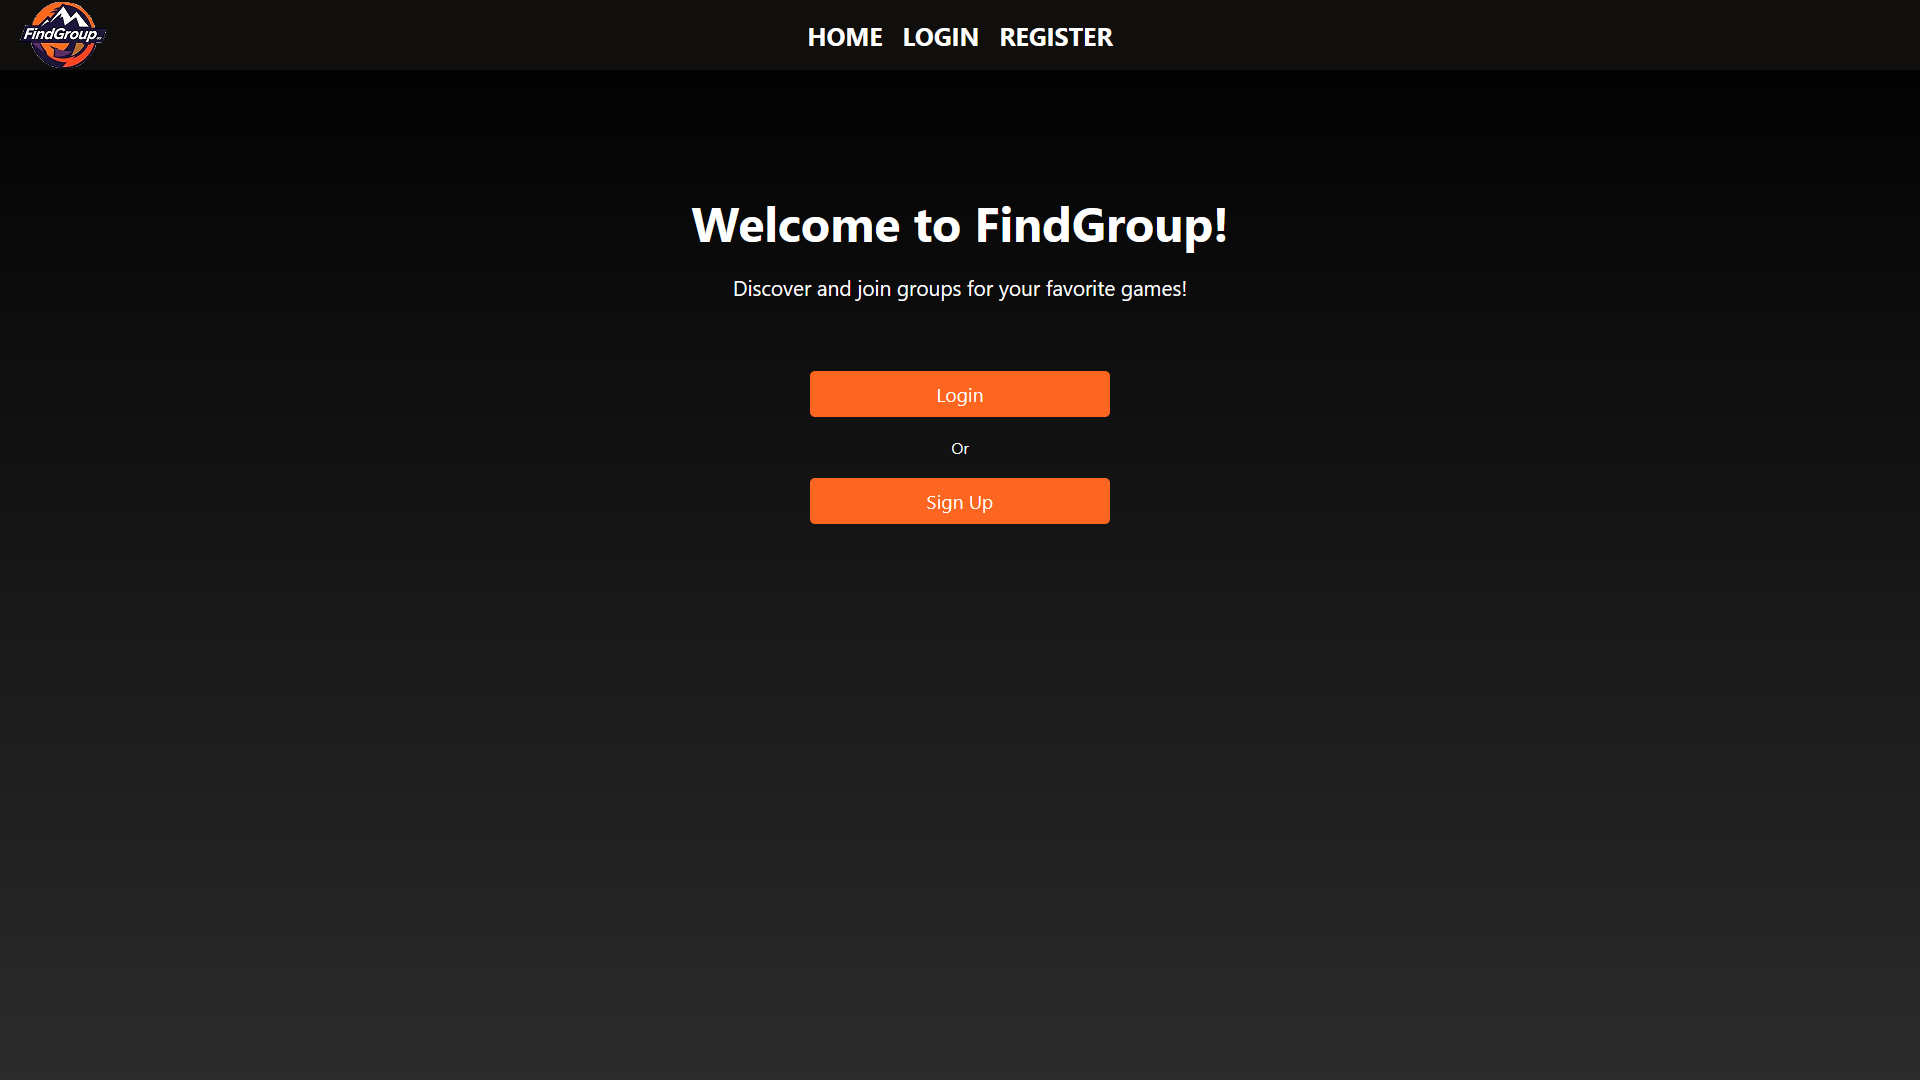 FindGroup
HOME LOGIN REGISTER
Welcome to FindGroup!
Discover and join groups for your favorite games!
Login
Or
Sign Up